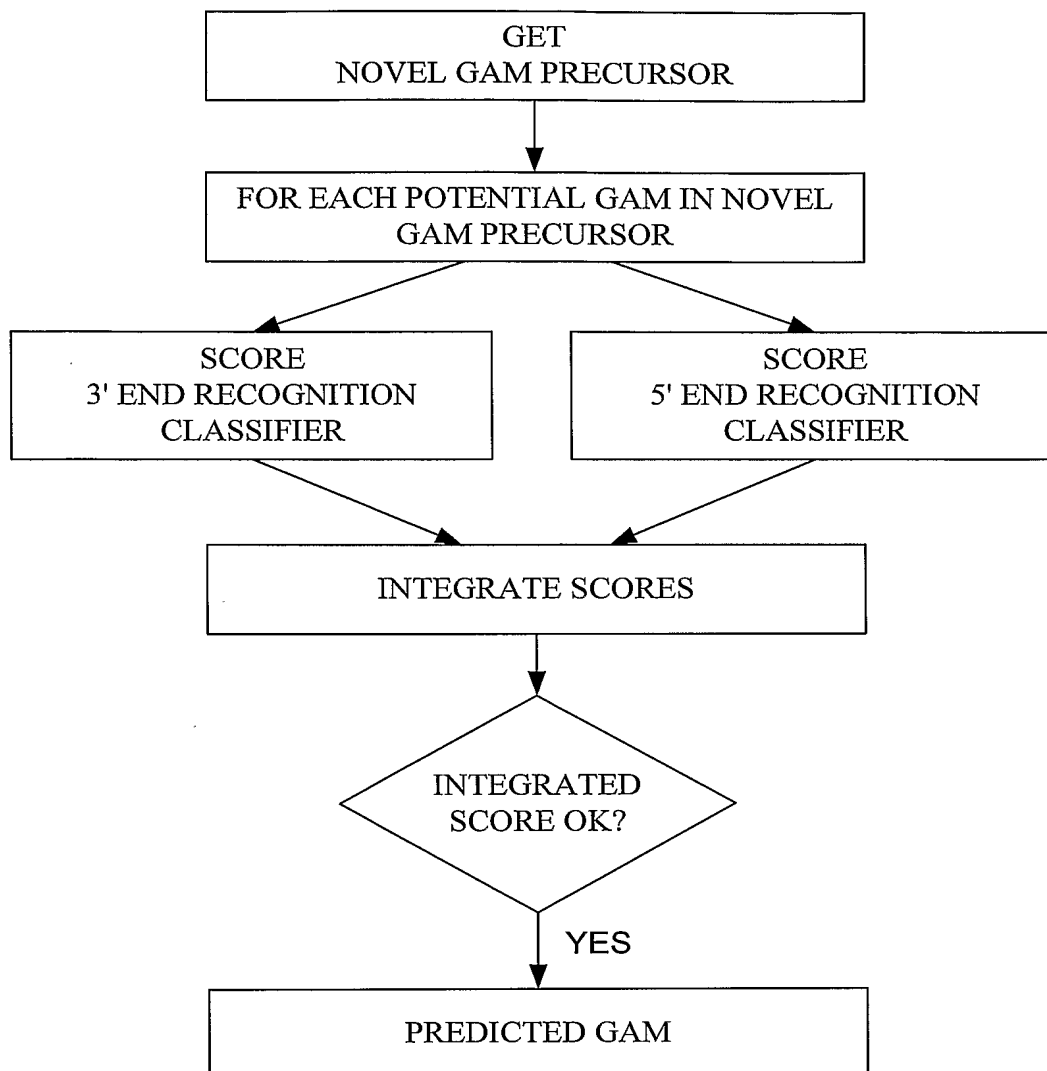 GET
NOVEL GAM PRECURSOR
FOR EACH POTENTIAL GAM IN NOVEL
GAM PRECURSOR
SCORE
3' END RECOGNITION
CLASSIFIER
SCORE
5' END RECOGNITION
CLASSIFIER
INTEGRATE SCORES
INTEGRATED
SCORE OK?
YES
PREDICTED GAM